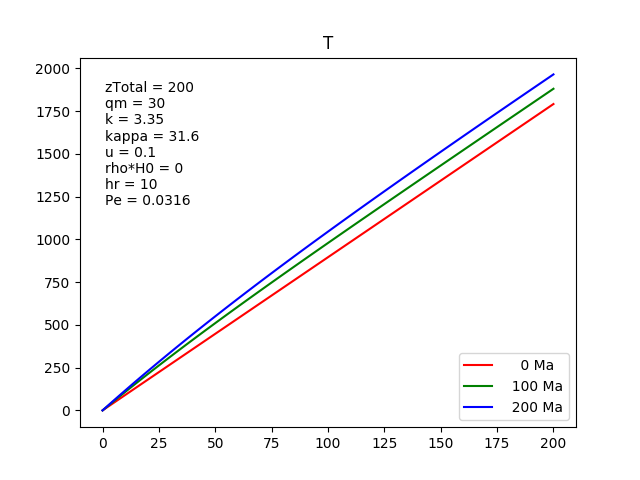 T
2000
1750
1500
1250
1000
750
500
250
0
zTotal = 200
qm = 30
k = 3.35
kappa = 31.6
u = 0.1
rho*H0 = 0
hr = 10
Pe = 0.0316
0 Ma
100 Ma
200 Ma
0 25 50 75 100 125 150 175 200